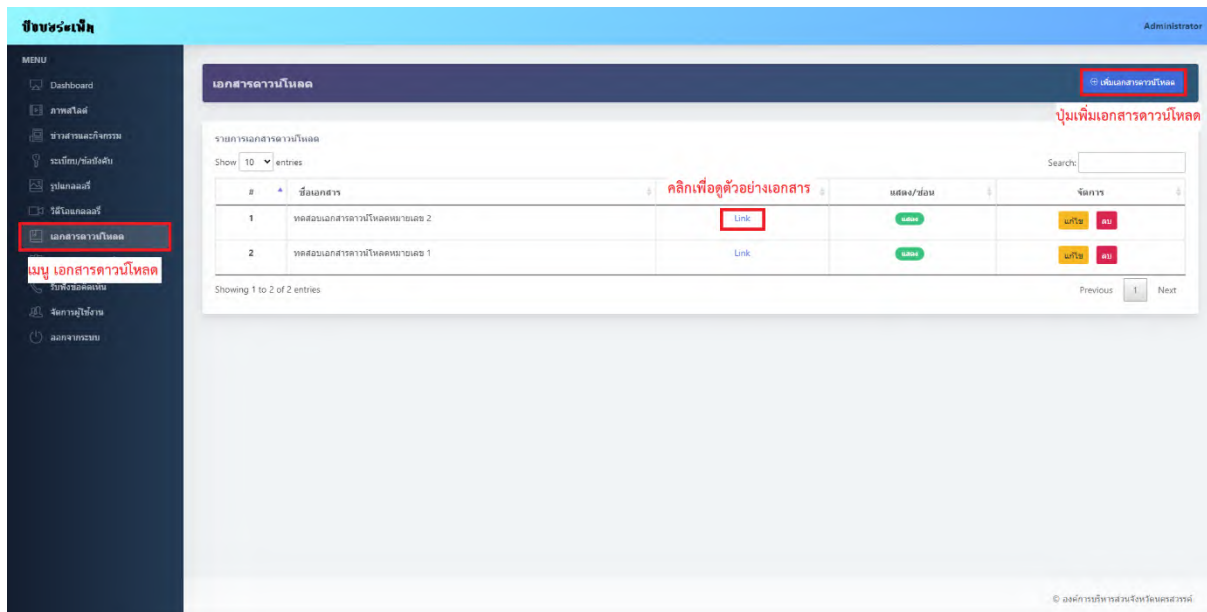 บึงบอระเพ็ด
Administrator
MENU
Dashboard
ภาพสไลด์
ข่าวสารและกิจกรรม
ระเบียบ/ข้อบังคับ
รูปแกลลอรี่
วีดีโอแกลลอรี่
เอกสารดาวน์โหลด
เมนู เอกสารดาวน์โหลด
รับฟังข้อคิดเห็น
จัดการผู้ใช้งาน
ออกจากระบบ
เอกสารดาวน์โหลด
เพิ่มเอกสารดาวน์โหลด
ปุ่มเพิ่มเอกสารดาวน์โหลด
รายการเอกสารดาวน์โหลด
Show 10 entries
Search:
# ชื่อเอกสาร คลิกเพื่อดูตัวอย่างเอกสาร แสดง/ซ่อน จัดการ
1 ทดสอบเอกสารดาวน์โหลดหมายเลข 2 Link แสดง แก้ไข ลบ
2 ทดสอบเอกสารดาวน์โหลดหมายเลข 1 Link แสดง แก้ไข ลบ
Showing 1 to 2 of 2 entries
Previous 1 Next
© องค์การบริหารส่วนจังหวัดนครสวรรค์